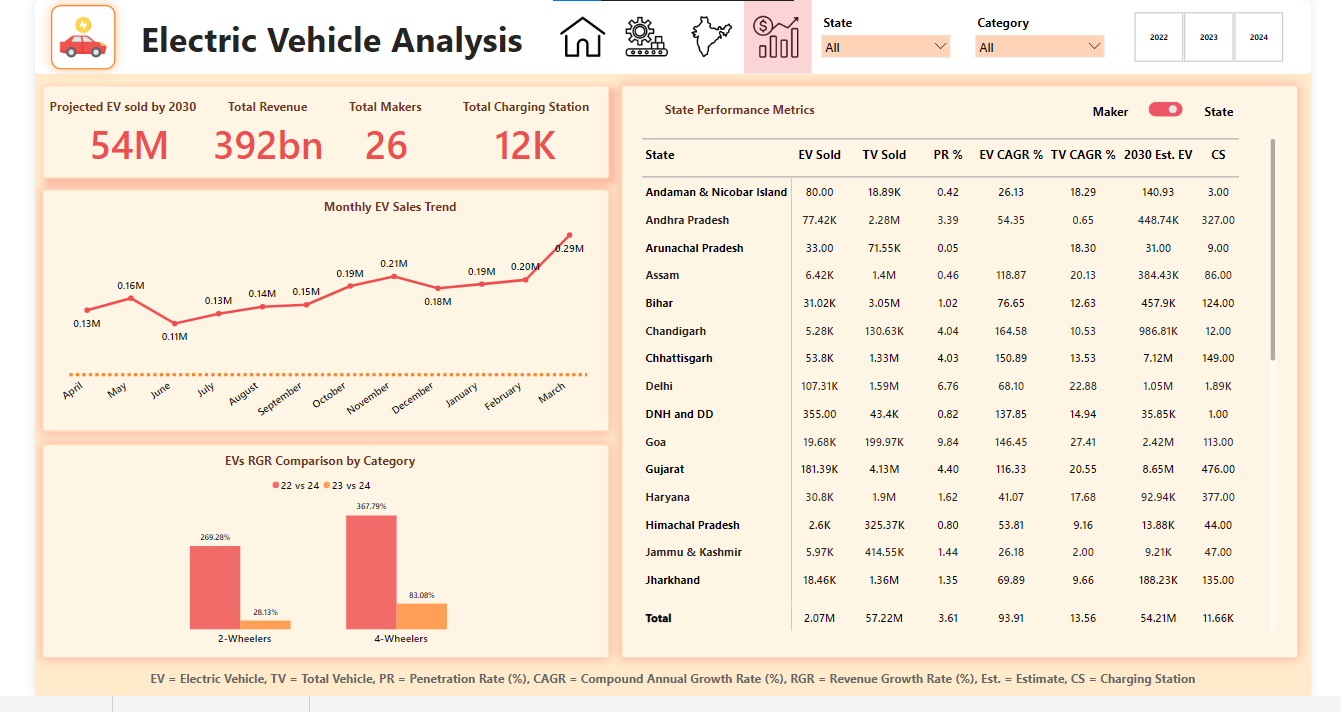 Electric Vehicle Analysis
State
All
Category
All
2022 2023 2024
Projected EV sold by 2030 Total Revenue Total Makers Total Charging Station
54M 392bn 26 12K
Monthly EV Sales Trend
0.13M 0.16M 0.11M 0.13M 0.14M 0.15M 0.19M 0.21M 0.18M 0.19M 0.20M 0.29M
April May June July August September October November December January February March
EVs RGR Comparison by Category
22 vs 24 23 vs 24
269.28% 28.13% 367.79% 83.08%
2-Wheelers 4-Wheelers
State Performance Metrics
Maker State
State EV Sold TV Sold PR % EV CAGR % TV CAGR % 2030 Est. EV CS
Andaman & Nicobar Island 80.00 18.89K 0.42 26.13 18.29 140.93 3.00
Andhra Pradesh 77.42K 2.28M 3.39 54.35 0.65 448.74K 327.00
Arunachal Pradesh 33.00 71.55K 0.05 18.30 31.00 9.00
Assam 6.42K 1.4M 0.46 118.87 20.13 384.43K 86.00
Bihar 31.02K 3.05M 1.02 76.65 12.63 457.9K 124.00
Chandigarh 5.28K 130.63K 4.04 164.58 10.53 986.81K 12.00
Chhattisgarh 53.8K 1.33M 4.03 150.89 13.53 7.12M 149.00
Delhi 107.31K 1.59M 6.76 68.10 22.88 1.05M 1.89K
DNH and DD 355.00 43.4K 0.82 137.85 14.94 35.85K 1.00
Goa 19.68K 199.97K 9.84 146.45 27.41 2.42M 113.00
Gujarat 181.39K 4.13M 4.40 116.33 20.55 8.65M 476.00
Haryana 30.8K 1.9M 1.62 41.07 17.68 92.94K 377.00
Himachal Pradesh 2.6K 325.37K 0.80 53.81 9.16 13.88K 44.00
Jammu & Kashmir 5.97K 414.55K 1.44 26.18 2.00 9.21K 47.00
Jharkhand 18.46K 1.36M 1.35 69.89 9.66 188.23K 135.00
Total 2.07M 57.22M 3.61 93.91 13.56 54.21M 11.66K
EV = Electric Vehicle, TV = Total Vehicle, PR = Penetration Rate (%), CAGR = Compound Annual Growth Rate (%), RGR = Revenue Growth Rate (%), Est. = Estimate, CS = Charging Station